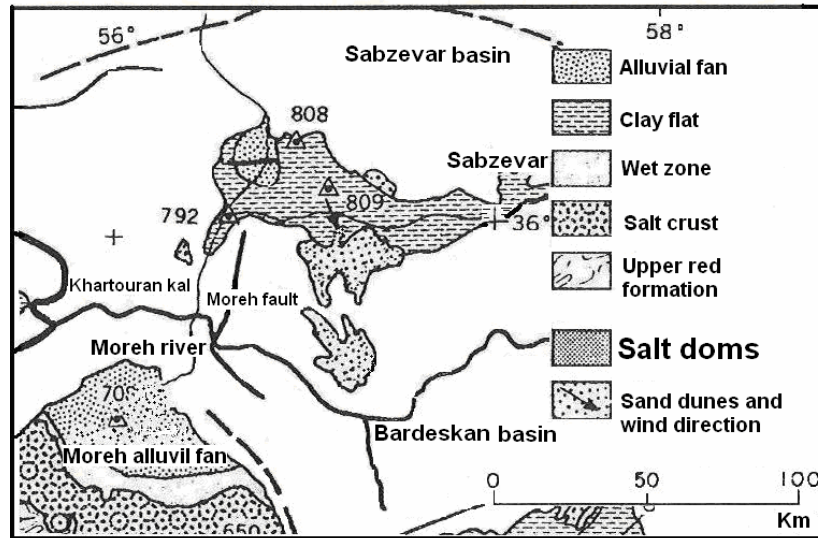 56°
58°
Sabzevar basin
Alluvial fan
808
Clay flat
Sabzevar
Wet zone
809
792
36°
Salt crust
Khartouran kal
Moreh fault
Upper red
formation
Moreh river
Salt doms
Sand dunes and
wind direction
Bardeskan basin
Moreh alluvil fan
650
0
50
100
Km